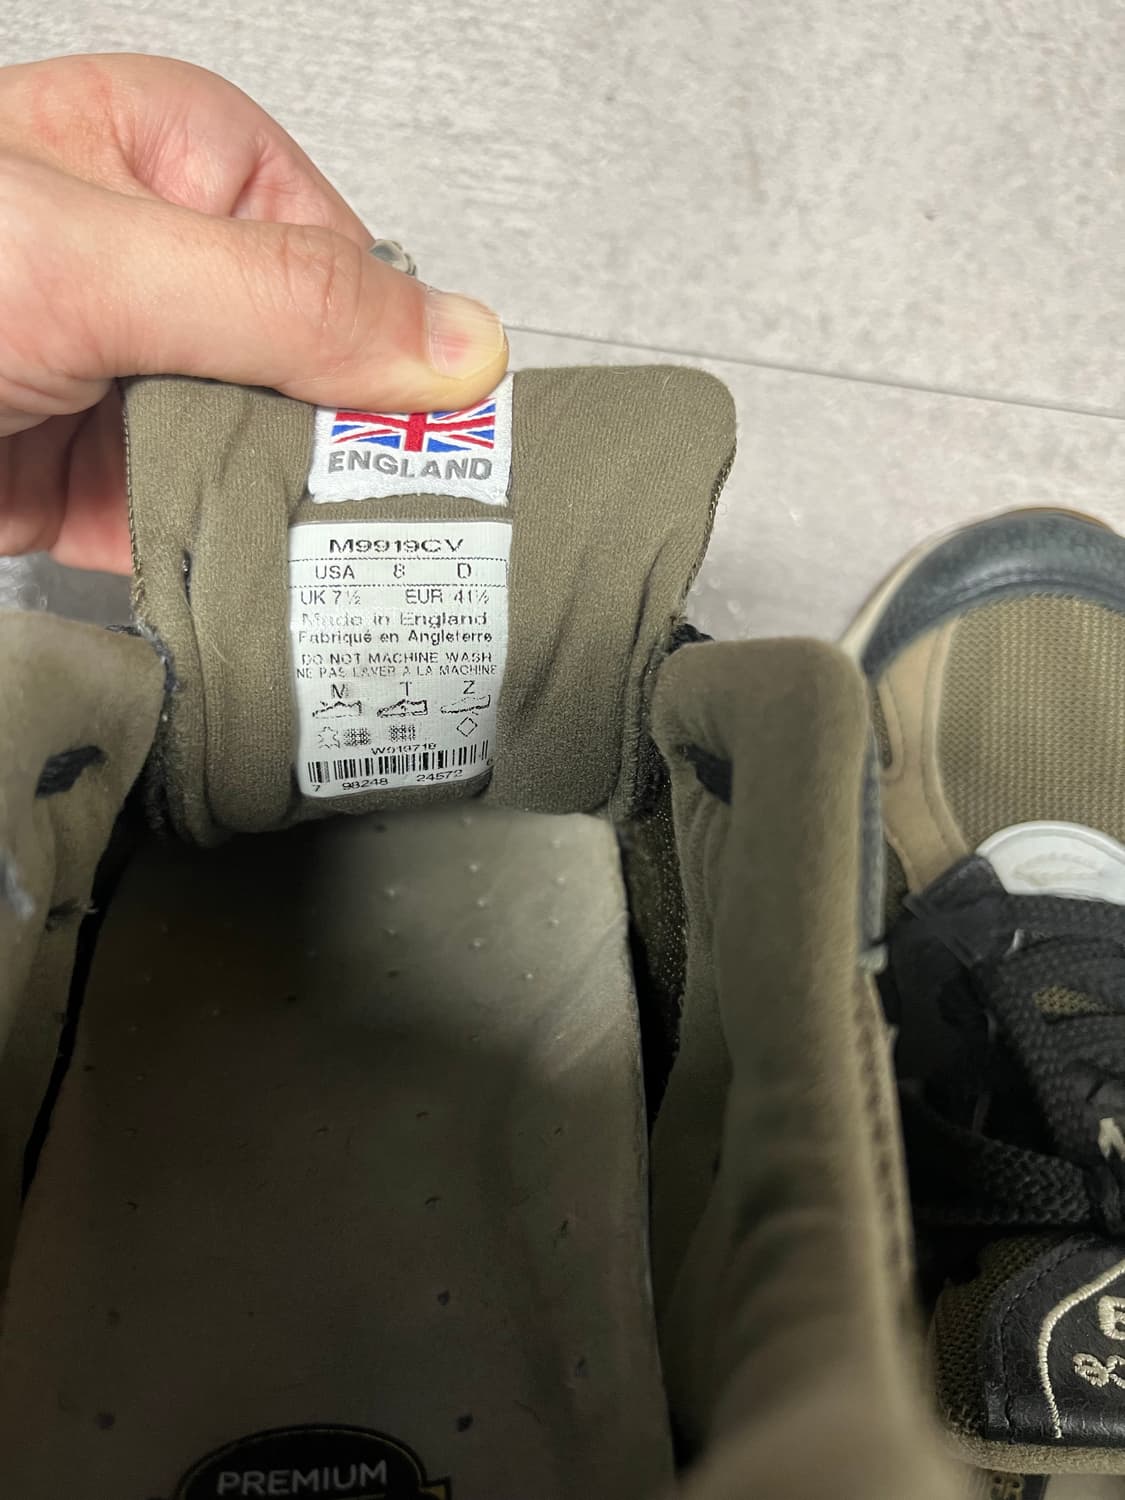 ENGLAND
M9919CV
USA 8 D
UK 7½ EUR 41½
Made in England
Fabriqué en Angleterre
DO NOT MACHINE WASH
NE PAS LAVER A LA MACHINE
M T Z
7 98248 24572 6
PREMIUM